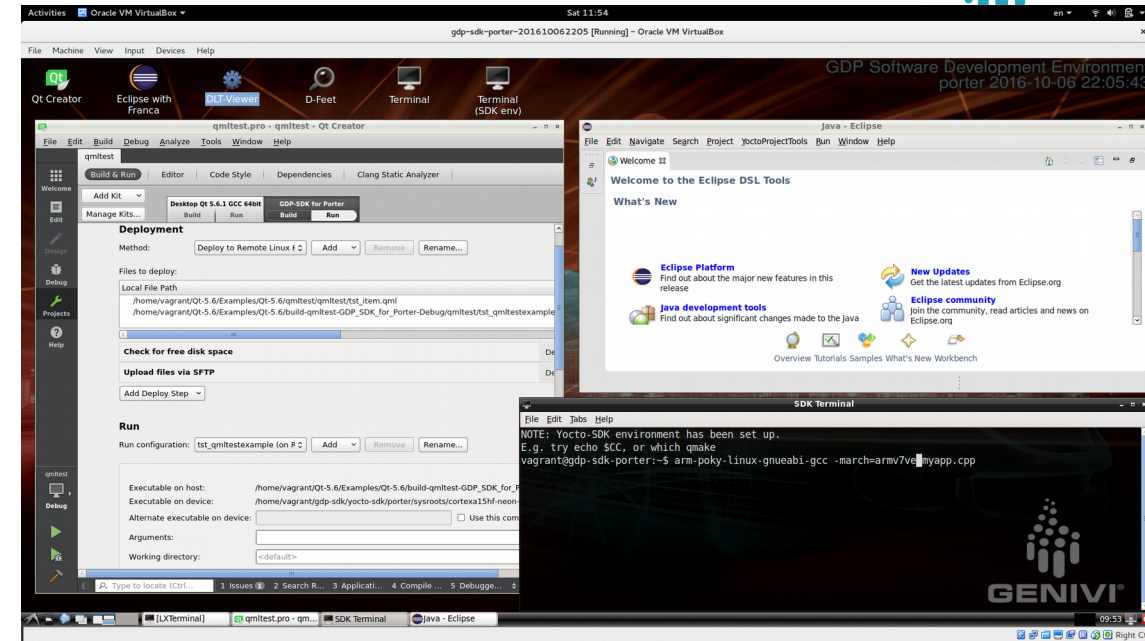 Activities Oracle VM VirtualBox Sat 11:54 en
gdp-sdk-porter-201610062205 [Running] - Oracle VM VirtualBox
File Machine View Input Devices Help
GDP Software Development Environmen
porter 2016-10-06 22:05:43
Qt Creator
Eclipse with Franca
DLT-Viewer
D-Feet
Terminal
Terminal (SDK env)
qmltest.pro - qmltest - Qt Creator
File Edit Build Debug Analyze Tools Window Help
qmltest
Build & Run Editor Code Style Dependencies Clang Static Analyzer
Welcome
Edit
Design
Debug
Projects
Help
qmltest
Debug
Add Kit
Manage Kits...
Desktop Qt 5.6.1 GCC 64bit
Build Run
GDP-SDK for Porter
Build Run
Deployment
Method: Deploy to Remote Linux Add Remove Rename...
Files to deploy:
Local File Path
/home/vagrant/Qt-5.6/Examples/Qt-5.6/qmltest/qmltest/tst_item.qml
/home/vagrant/Qt-5.6/Examples/Qt-5.6/build-qmltest-GDP_SDK_for_Porter-Debug/qmltest/tst_qmltestexample
Check for free disk space De
Upload files via SFTP De
Add Deploy Step
Run
Run configuration: tst_qmltestexample (on R Add Remove Rename...
Executable on host: /home/vagrant/Qt-5.6/Examples/Qt-5.6/build-qmltest-GDP_SDK_for_P
Executable on device: /home/vagrant/gdp-sdk/yocto-sdk/porter/sysroots/cortexa15hf-neon-
Alternate executable on device: Use this com
Arguments:
Working directory: <default>
Type to locate (Ctrl... 1 Issues 1 2 Search R... 3 Applicati... 4 Compile ... 5 Debugge...
Java - Eclipse
File Edit Navigate Search Project YoctoProjectTools Run Window Help
Welcome
Welcome to the Eclipse DSL Tools
What's New
Eclipse Platform
Find out about the major new features in this release
New Updates
Get the latest updates from Eclipse.org
Java development tools
Find out about significant changes made to the Java
Eclipse community
Join the community, read articles and news on Eclipse.org
Overview Tutorials Samples What's New Workbench
SDK Terminal
File Edit Tabs Help
NOTE: Yocto-SDK environment has been set up.
E.g. try echo $CC, or which qmake
vagrant@gdp-sdk-porter:~$ arm-poky-linux-gnueabi-gcc -march=armv7ve myapp.cpp
GENIVI®
[LXTerminal] qmltest.pro - qm... SDK Terminal Java - Eclipse 09:53
Right C